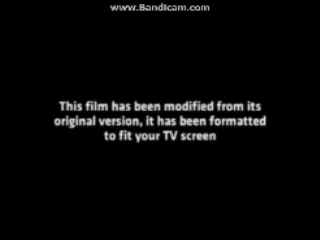 www.Bandicam.com
This film has been modified from its
original version, it has been formatted
to fit your TV screen